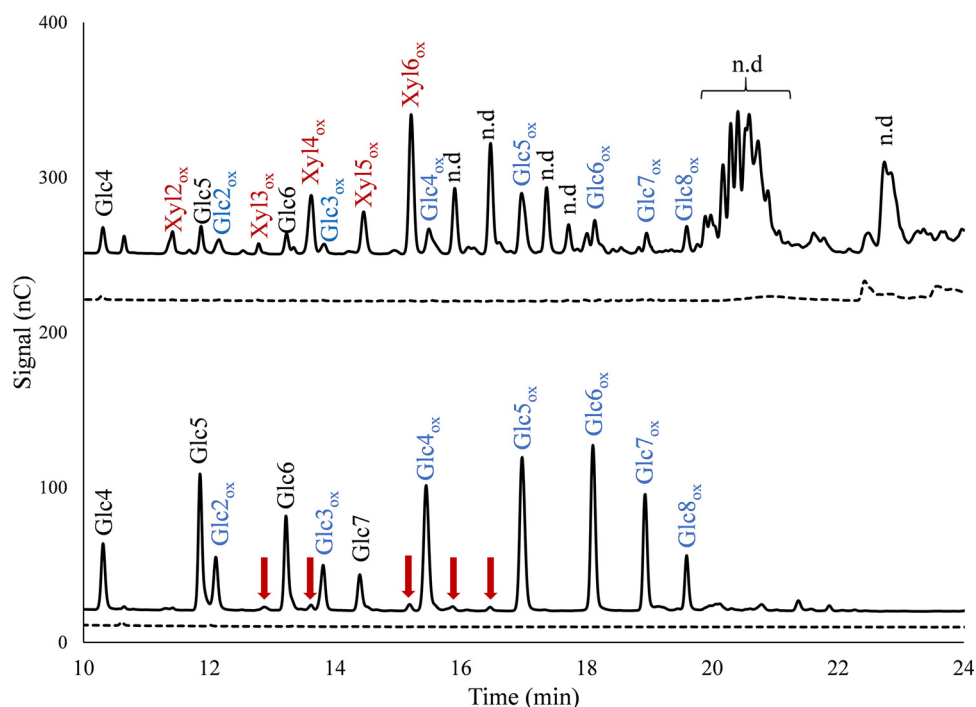 400
300
200
100
0
Signal (nC)
Glc4
Xyl2ox
Glc5
Glc2ox
Xyl3ox
Glc6
Xyl4ox
Glc3ox
Xyl5ox
Xyl6ox
Glc4ox
n.d
n.d
Glc5ox
n.d
n.d
Glc6ox
Glc7ox
Glc8ox
n.d
n.d
Glc4
Glc5
Glc2ox
Glc6
Glc3ox
Glc7
Glc4ox
Glc5ox
Glc6ox
Glc7ox
Glc8ox
10 12 14 16 18 20 22 24
Time (min)